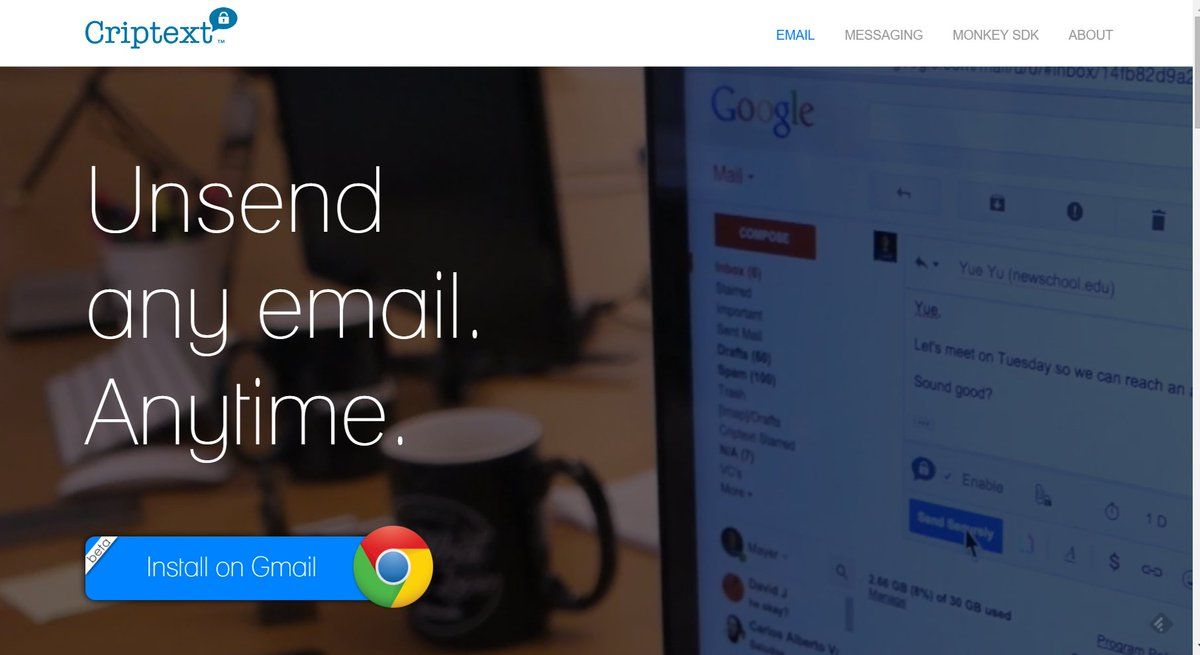 Criptext™
EMAIL
MESSAGING
MONKEY SDK
ABOUT
Unsend
any email.
Anytime.
beta
Install on Gmail
Google
Mail
COMPOSE
Inbox (6)
Starred
Important
Sent Mail
Drafts (60)
Spam (100)
Trash
[Imap]/Drafts
Criptext Starred
N/A (7)
VC's
More
Yue Yu (newschool.edu)
Yue,
Let's meet on Tuesday so we can reach an
Sound good?
Enable
1 D
Send Securely
Mayer
David J
he okay?
Carlos Alberto V
2.66 GB (8%) of 30 GB used
Manage
Program